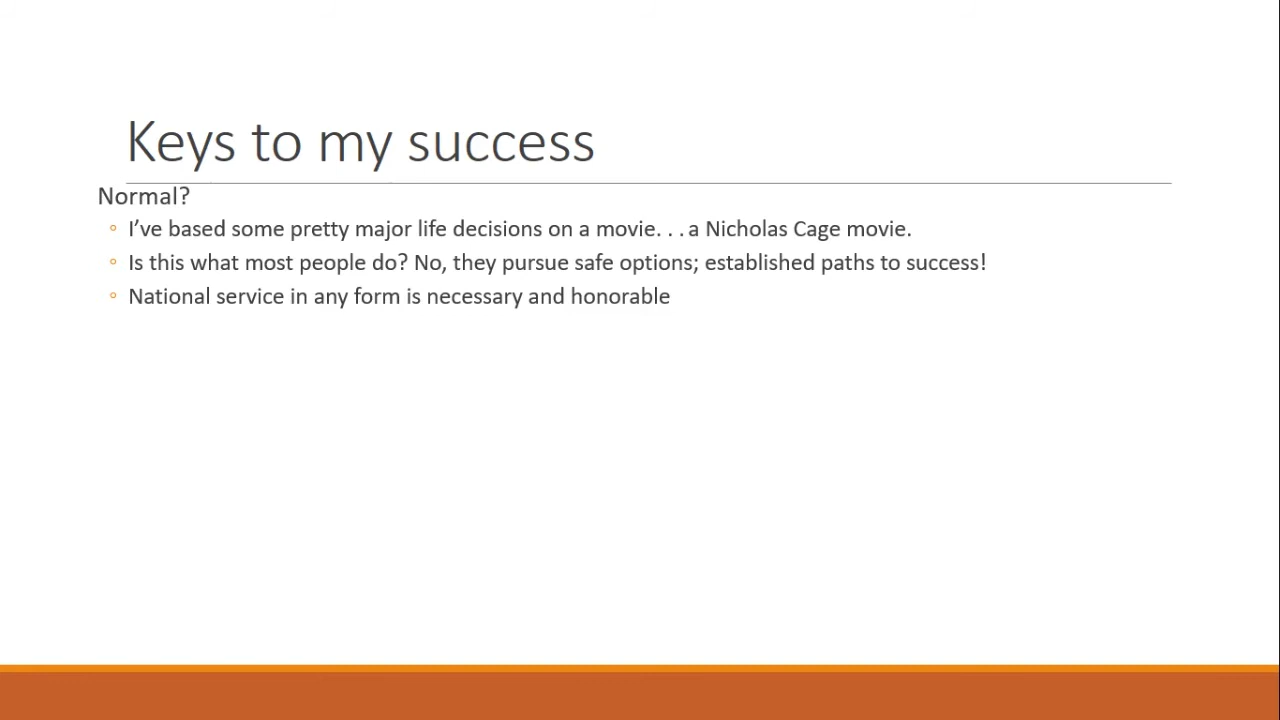 Keys to my success
Normal?
◦ I’ve based some pretty major life decisions on a movie. . . a Nicholas Cage movie.
◦ Is this what most people do? No, they pursue safe options; established paths to success!
◦ National service in any form is necessary and honorable